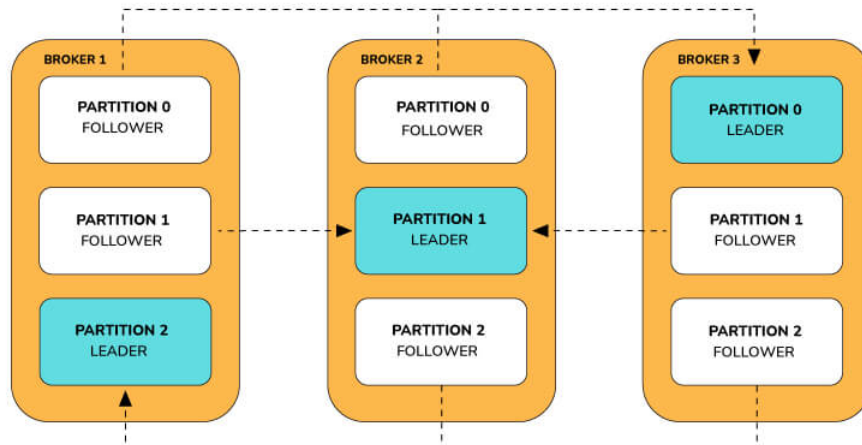 BROKER 1
PARTITION 0
FOLLOWER
PARTITION 1
FOLLOWER
PARTITION 2
LEADER
BROKER 2
PARTITION 0
FOLLOWER
PARTITION 1
LEADER
PARTITION 2
FOLLOWER
BROKER 3
PARTITION 0
LEADER
PARTITION 1
FOLLOWER
PARTITION 2
FOLLOWER